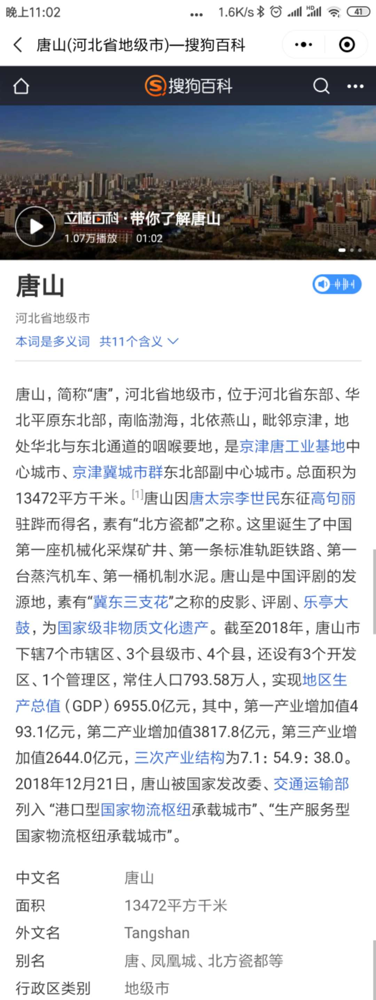 晚上11:02
... 1.6K/s HD 41
唐山(河北省地级市)—搜狗百科
搜狗百科
立懂百科·带你了解唐山
1.07万播放 | 01:02
唐山
河北省地级市
本词是多义词 共11个含义
唐山，简称“唐”，河北省地级市，位于河北省东部、华
北平原东北部，南临渤海，北依燕山，毗邻京津，地
处华北与东北通道的咽喉要地，是京津唐工业基地中
心城市、京津冀城市群东北部副中心城市。总面积为
13472平方千米。[1]唐山因唐太宗李世民东征高句丽
驻跸而得名，素有“北方瓷都”之称。这里诞生了中国
第一座机械化采煤矿井、第一条标准轨距铁路、第一
台蒸汽机车、第一桶机制水泥。唐山是中国评剧的发
源地，素有“冀东三支花”之称的皮影、评剧、乐亭大
鼓，为国家级非物质文化遗产。截至2018年，唐山市
下辖7个市辖区、3个县级市、4个县，还设有3个开发
区、1个管理区，常住人口793.58万人，实现地区生
产总值（GDP）6955.0亿元，其中，第一产业增加值4
93.1亿元，第二产业增加值3817.8亿元，第三产业增
加值2644.0亿元，三次产业结构为7.1：54.9：38.0。
2018年12月21日，唐山被国家发改委、交通运输部
列入 “港口型国家物流枢纽承载城市”、“生产服务型
国家物流枢纽承载城市”。
中文名 唐山
面积 13472平方千米
外文名 Tangshan
别名 唐、凤凰城、北方瓷都等
行政区类别 地级市